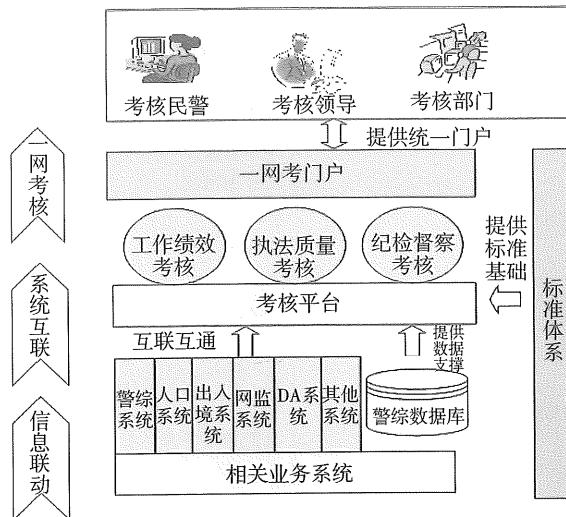 考核民警
考核领导
考核部门
提供统一门户
一网考门户
一网考核
工作绩效
考核
执法质量
考核
纪检督察
考核
提供
标准
基础
标准体系
考核平台
系统互联
互联互通
提供
数据
支撑
警综
系统
人口
系统
出入
境系
统
网监
系统
DA系
统
其他
系统
警综数据库
信息联动
相关业务系统